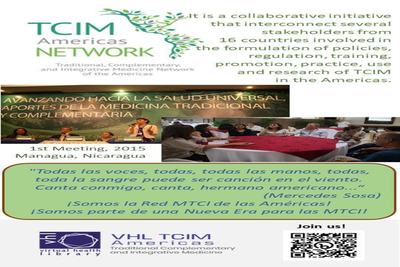 TCIM
Americas
NETWORK
Traditional, Complementary,
and Integrative Medicine Network
of the Americas
It is a collaborative initiative
that interconnect several
stakeholders from
16 countries involved in
the formulation of policies,
regulation, training,
promotion, practice, use
and research of TCIM
in the Americas.
AVANZANDO HACIA LA SALUD UNIVERSAL,
APORTES DE LA MEDICINA TRADICIONAL
Y COMPLEMENTARIA
1st Meeting, 2015
Managua, Nicaragua
"Todas las voces, todas, todas las manos, todas,
toda la sangre puede ser canción en el viento.
Canta conmigo, canta, hermano americano..."
(Mercedes Sosa)
¡Somos la Red MTCI de las Américas!
¡Somos parte de una Nueva Era para las MTCI!
virtual health
library
VHL TCIM
Americas
Traditional Complementary
and Integrative Medicine
Join us!